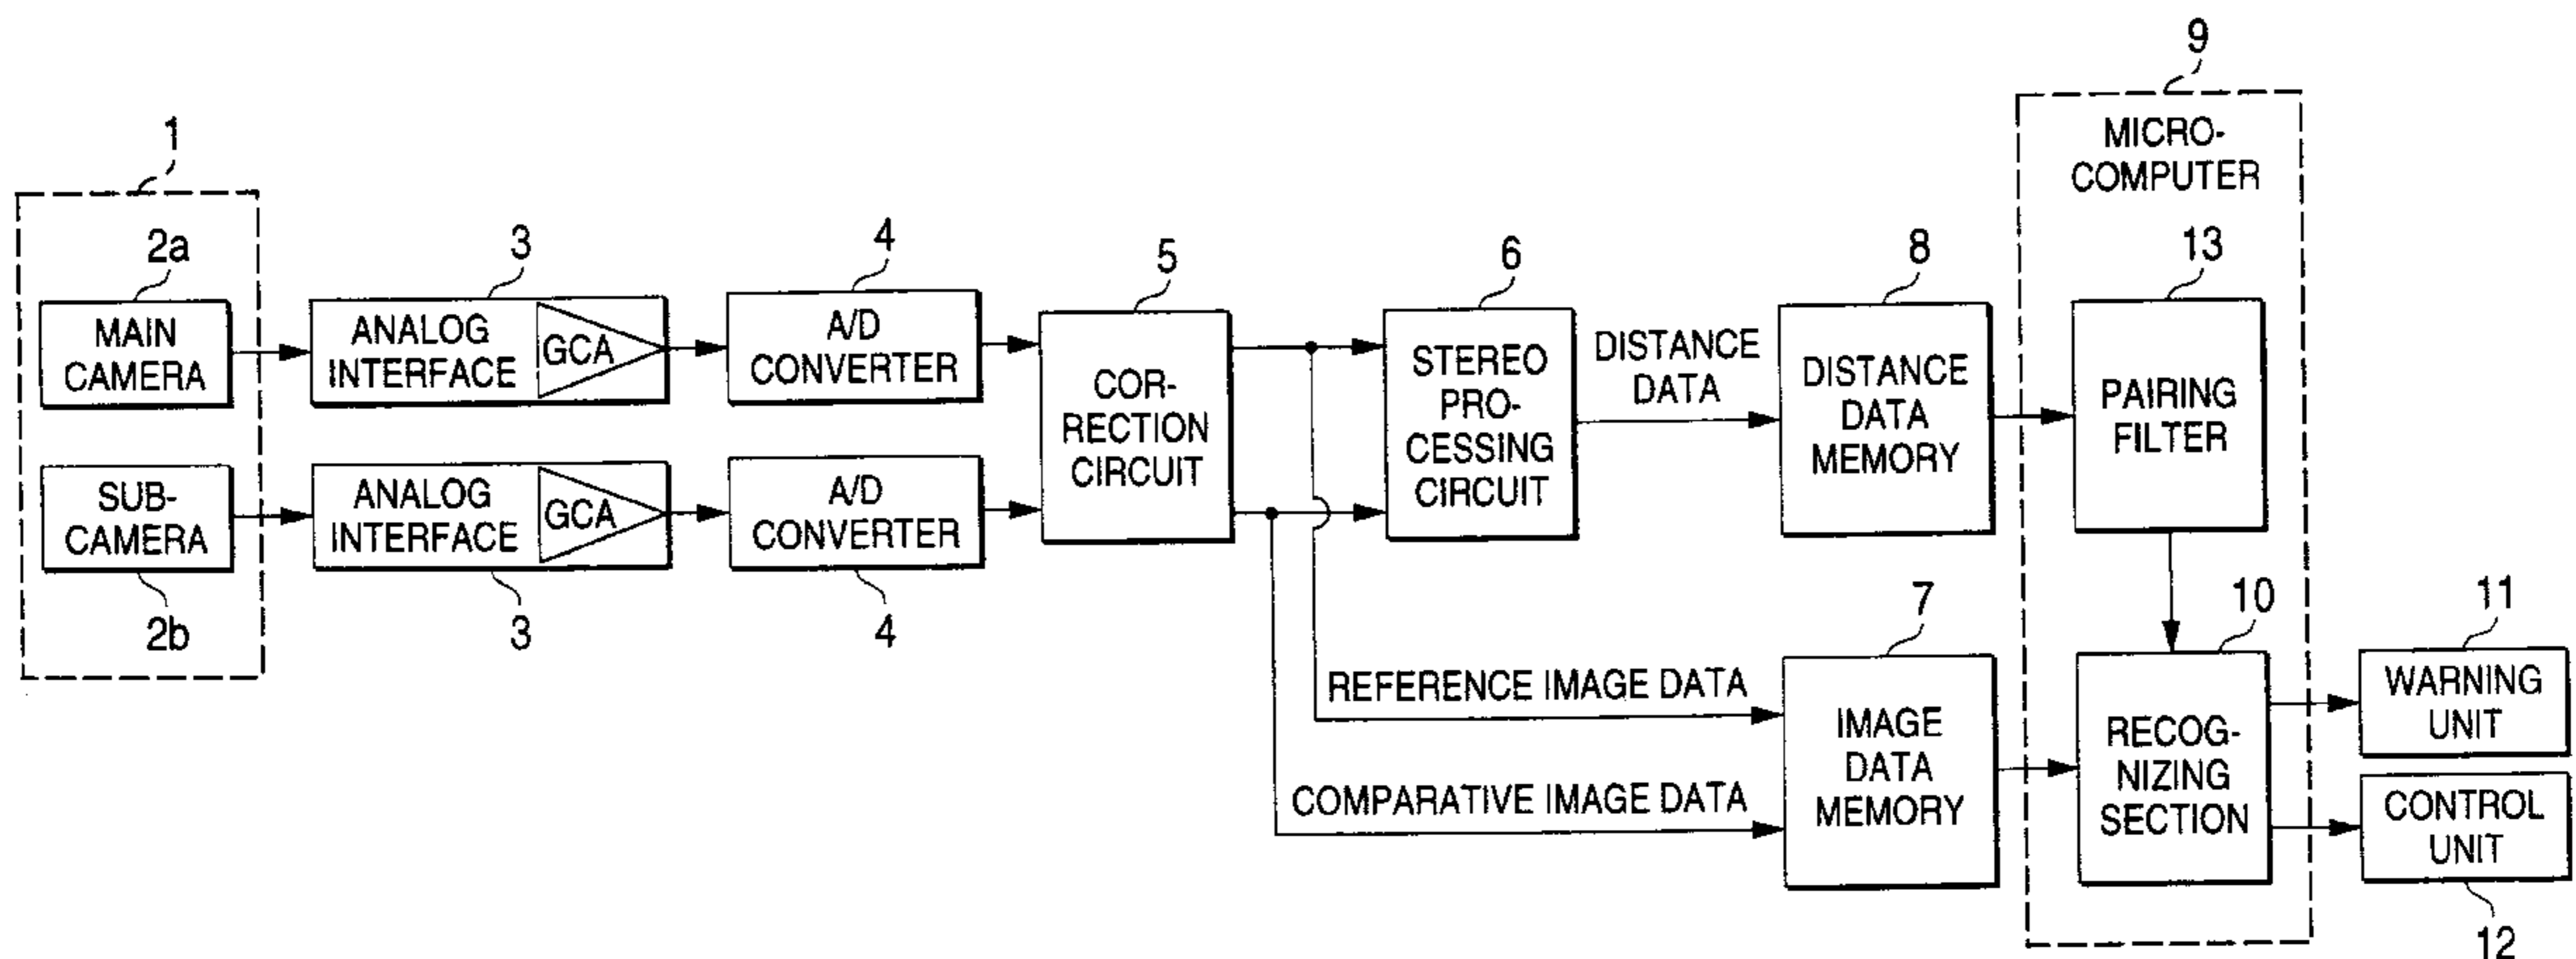 9
MICRO-
COMPUTER
1
2a
MAIN
CAMERA
SUB-
CAMERA
2b
3
ANALOG
INTERFACE
GCA
ANALOG
INTERFACE
GCA
3
4
A/D
CONVERTER
A/D
CONVERTER
4
5
COR-
RECTION
CIRCUIT
6
STEREO
PRO-
CESSING
CIRCUIT
DISTANCE
DATA
8
DISTANCE
DATA
MEMORY
13
PAIRING
FILTER
REFERENCE IMAGE DATA
COMPARATIVE IMAGE DATA
7
IMAGE
DATA
MEMORY
10
RECOG-
NIZING
SECTION
11
WARNING
UNIT
CONTROL
UNIT
12